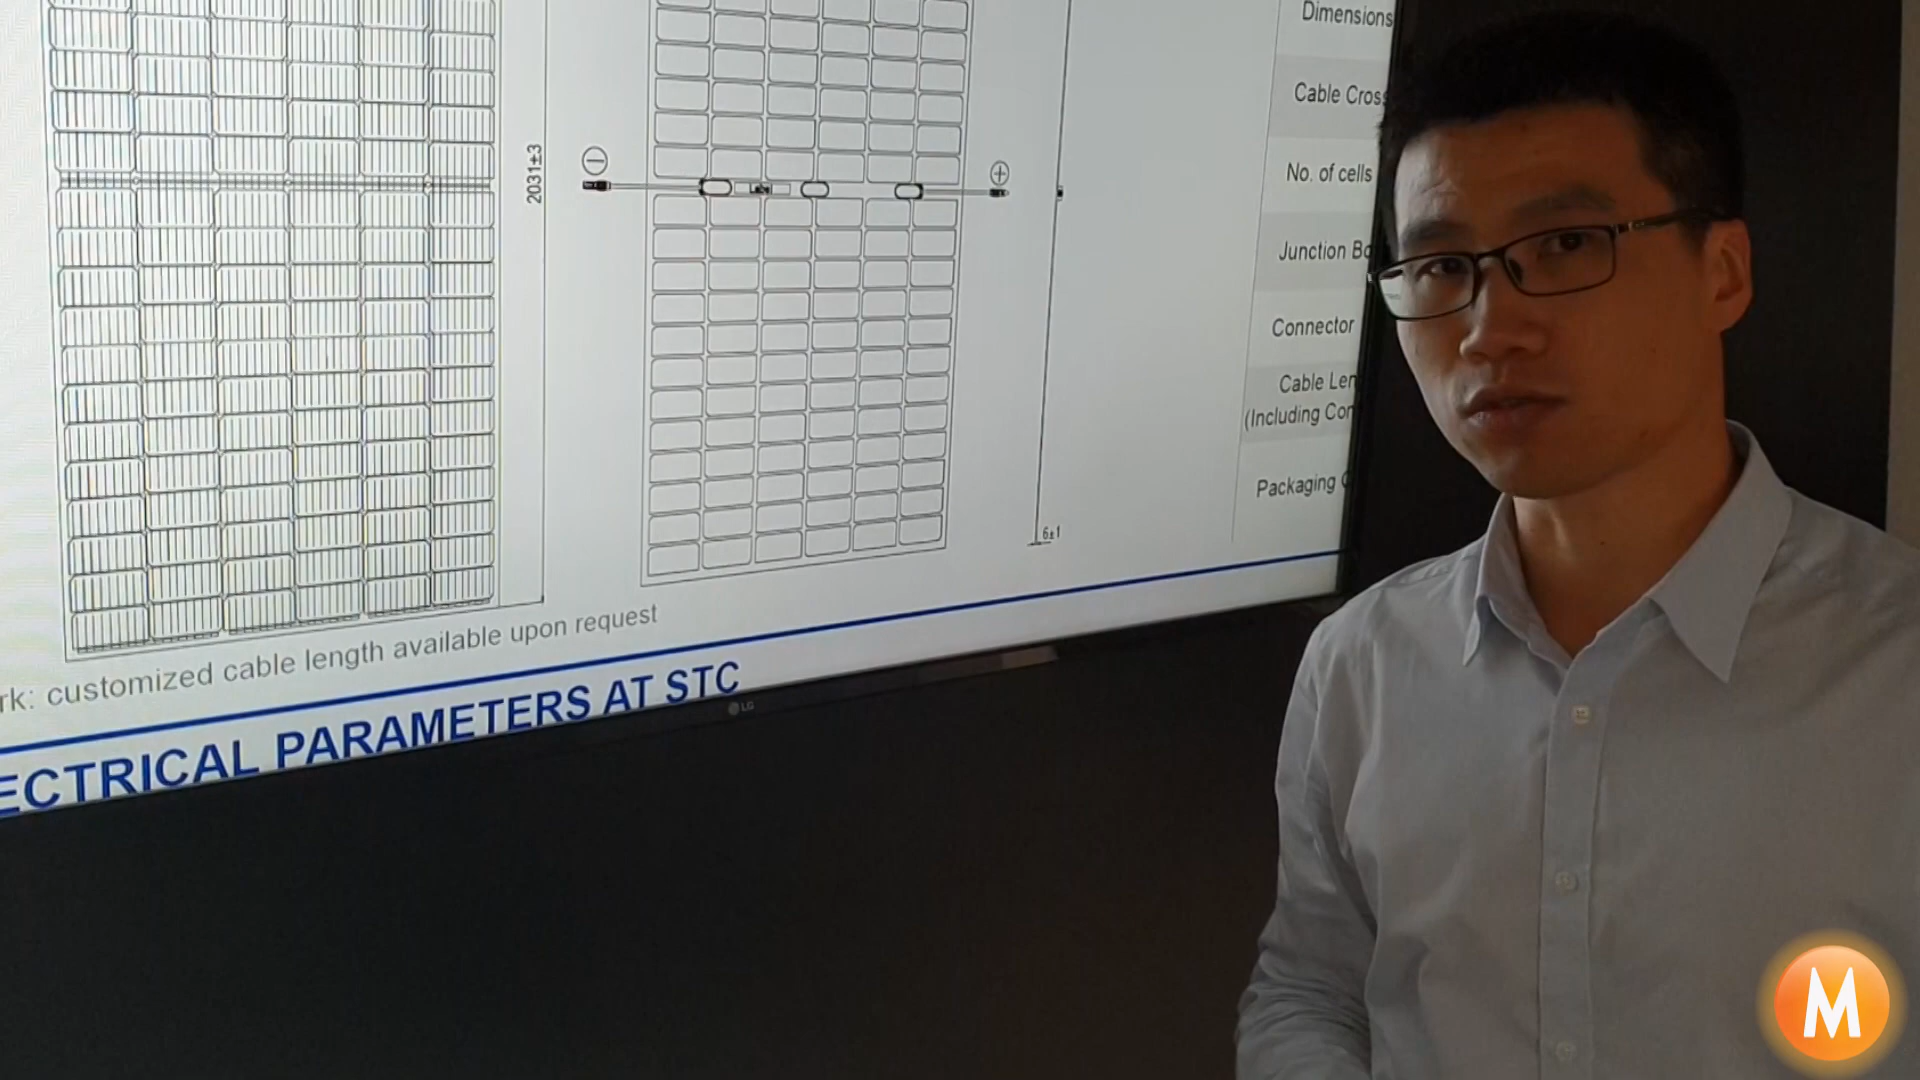 Dimensions
Cable Cross
No. of cells
Junction Bo
Connector
Cable Len
(Including Con
Packaging
2031±3
6±1
rk: customized cable length available upon request
ECTRICAL PARAMETERS AT STC
LG
M